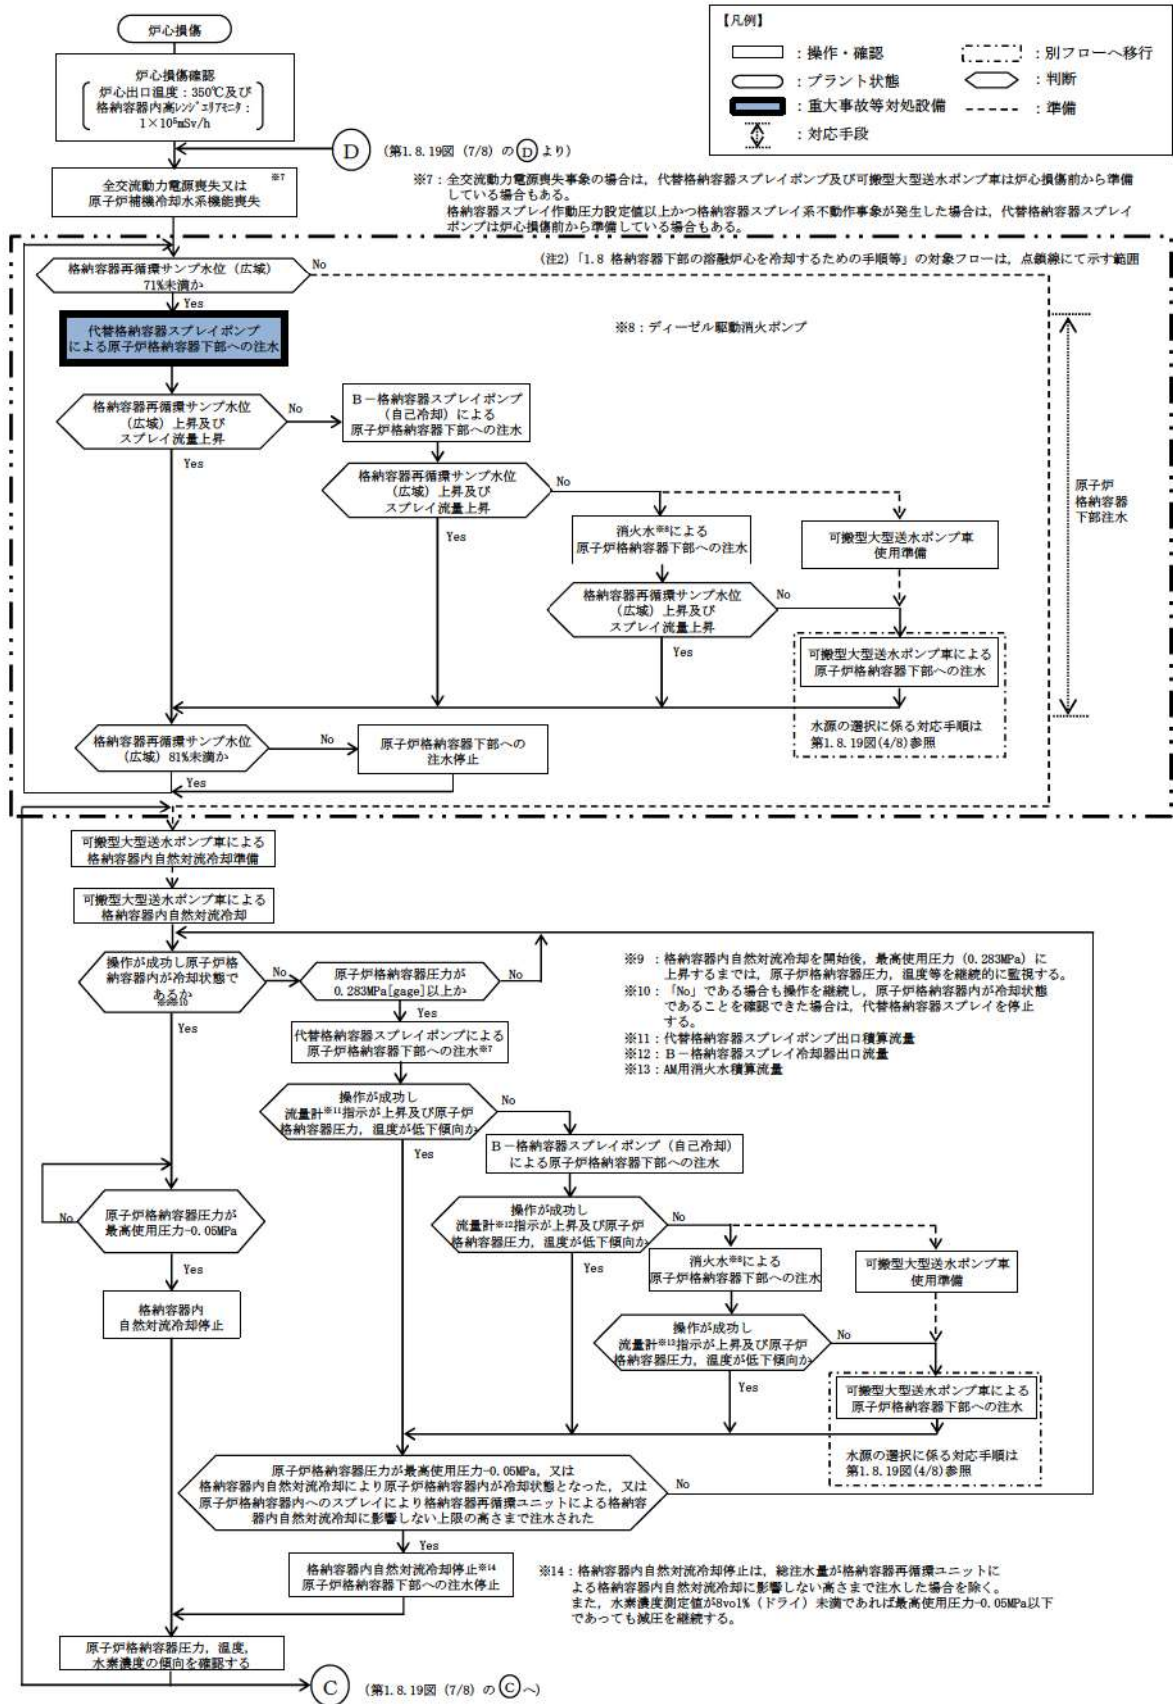 炉心損傷
【凡例】
：操作・確認
：別フローへ移行
：プラント状態
：判断
：重大事故等対処設備
：準備
：対応手段
炉心損傷確認
炉心出口温度：350℃及び
格納容器内高ﾚﾝｼﾞｴﾘｱﾓﾆﾀ：
1×10⁵mSv/h
D
(第1.8.19図 (7/8) の Ⓓ より)
全交流動力電源喪失又は
※7
原子炉補機冷却水系機能喪失
※7：全交流動力電源喪失事象の場合は，代替格納容器スプレイポンプ及び可搬型大型送水ポンプ車は炉心損傷前から準備
している場合もある。
格納容器スプレイ作動圧力設定値以上かつ格納容器スプレイ系不動作事象が発生した場合は，代替格納容器スプレイ
ポンプは炉心損傷前から準備している場合もある。
(注2)「1.8 格納容器下部の溶融炉心を冷却するための手順等」の対象フローは，点鎖線にて示す範囲
格納容器再循環サンプ水位 (広域)
71%未満か
No
Yes
代替格納容器スプレイポンプ
による原子炉格納容器下部への注水
※8：ディーゼル駆動消火ポンプ
格納容器再循環サンプ水位
(広域) 上昇及び
スプレイ流量上昇
No
Yes
B－格納容器スプレイポンプ
(自己冷却) による
原子炉格納容器下部への注水
格納容器再循環サンプ水位
(広域) 上昇及び
スプレイ流量上昇
No
Yes
消火水※8による
原子炉格納容器下部への注水
可搬型大型送水ポンプ車
使用準備
原子炉
格納容器
下部注水
格納容器再循環サンプ水位
(広域) 上昇及び
スプレイ流量上昇
No
Yes
可搬型大型送水ポンプ車による
原子炉格納容器下部への注水
水源の選択に係る対応手順は
第1.8.19図(4/8)参照
格納容器再循環サンプ水位
(広域) 81%未満か
No
Yes
原子炉格納容器下部への
注水停止
可搬型大型送水ポンプ車による
格納容器内自然対流冷却準備
可搬型大型送水ポンプ車による
格納容器内自然対流冷却
操作が成功し原子炉格
納容器内が冷却状態で
あるか
※9※10
No
Yes
原子炉格納容器圧力が
0.283MPa[gage]以上か
No
Yes
※9 ：格納容器内自然対流冷却を開始後，最高使用圧力 (0.283MPa) に
上昇するまでは，原子炉格納容器圧力，温度等を継続的に監視する。
※10：「No」である場合も操作を継続し，原子炉格納容器内が冷却状態
であることを確認できた場合は，代替格納容器スプレイを停止
する。
※11：代替格納容器スプレイポンプ出口積算流量
※12：B－格納容器スプレイ冷却器出口流量
※13：AM用消火水積算流量
代替格納容器スプレイポンプによる
原子炉格納容器下部への注水※7
操作が成功し
流量計※11指示が上昇及び原子炉
格納容器圧力，温度が低下傾向か
No
Yes
B－格納容器スプレイポンプ (自己冷却)
による原子炉格納容器下部への注水
操作が成功し
流量計※12指示が上昇及び原子炉
格納容器圧力，温度が低下傾向か
No
Yes
原子炉格納容器圧力が
最高使用圧力-0.05MPa
No
Yes
消火水※8による
原子炉格納容器下部への注水
可搬型大型送水ポンプ車
使用準備
格納容器内
自然対流冷却停止
操作が成功し
流量計※13指示が上昇及び原子炉
格納容器圧力，温度が低下傾向か
No
Yes
可搬型大型送水ポンプ車による
原子炉格納容器下部への注水
水源の選択に係る対応手順は
第1.8.19図(4/8)参照
原子炉格納容器圧力が最高使用圧力-0.05MPa，又は
格納容器内自然対流冷却により原子炉格納容器内が冷却状態となった，又は
原子炉格納容器内へのスプレイにより格納容器再循環ユニットによる格納容
器内自然対流冷却に影響しない上限の高さまで注水された
No
Yes
格納容器内自然対流冷却停止※14
原子炉格納容器下部への注水停止
※14：格納容器内自然対流冷却停止は，総注水量が格納容器再循環ユニットに
よる格納容器内自然対流冷却に影響しない高さまで注水した場合を除く。
また，水素濃度測定値が8vol% (ドライ) 未満であれば最高使用圧力-0.05MPa以下
であっても減圧を継続する。
原子炉格納容器圧力，温度，
水素濃度の傾向を確認する
C
(第1.8.19図 (7/8) の Ⓒ へ)